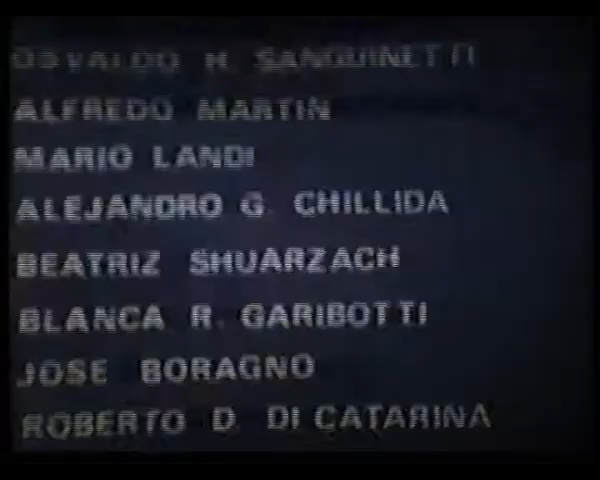 OSVALDO H. SANGUINETTI
ALFREDO MARTIN
MARIO LANDI
ALEJANDRO G. CHILLIDA
BEATRIZ SHUARZACH
BLANCA R. GARIBOTTI
JOSE BORAGNO
ROBERTO D. DI CATARINA